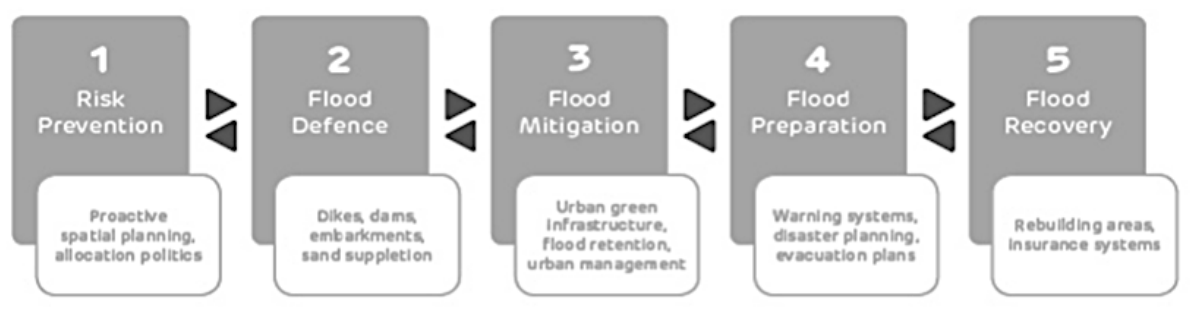 1
Risk
Prevention
Proactive
spatial planning,
allocation politics
2
Flood
Defence
Dikes, dams,
embarkments,
sand suppletion
3
Flood
Mitigation
Urban green
infrastructure,
flood retention,
urban management
4
Flood
Preparation
Warning systems,
disaster planning,
evacuation plans
5
Flood
Recovery
Rebuilding areas,
insurance systems